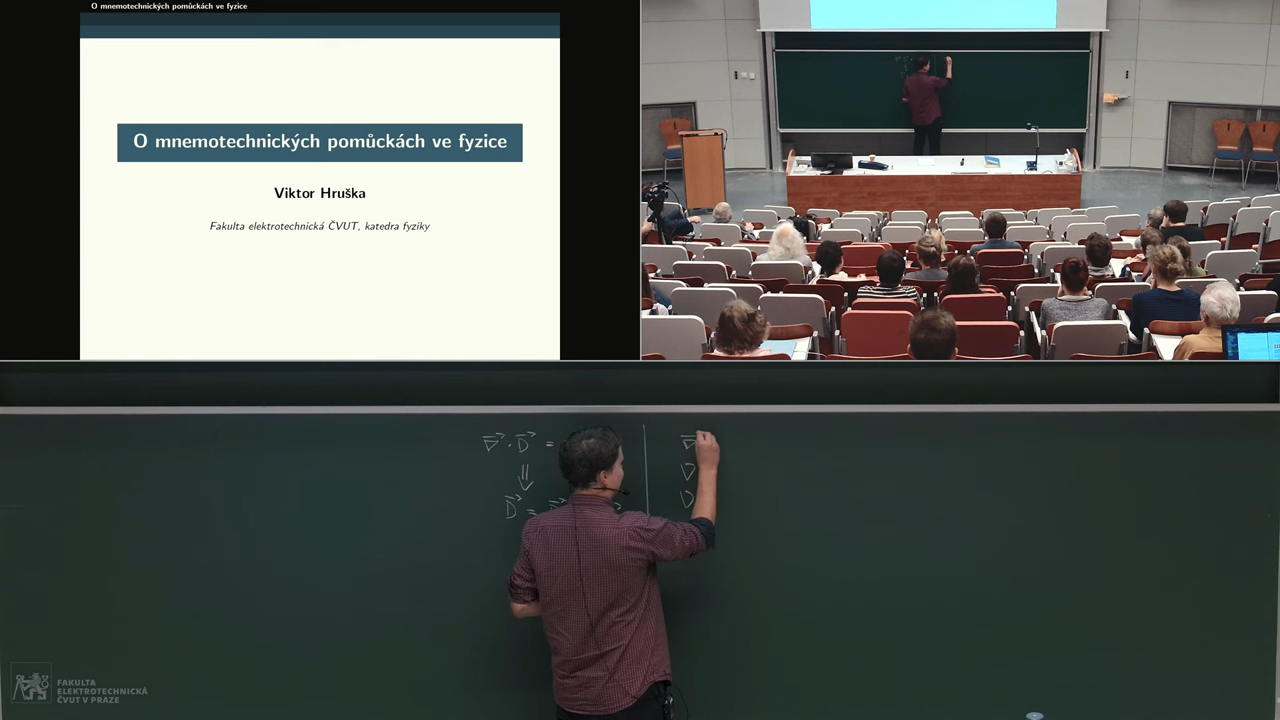 O mnemotechnických pomůckách ve fyzice
O mnemotechnických pomůckách ve fyzice
Viktor Hruška
Fakulta elektrotechnická ČVUT, katedra fyziky
∇⃗ · D⃗ =
⇓
D⃗ =
∇⃗
∇
D
FAKULTA
ELEKTROTECHNICKÁ
ČVUT V PRAZE